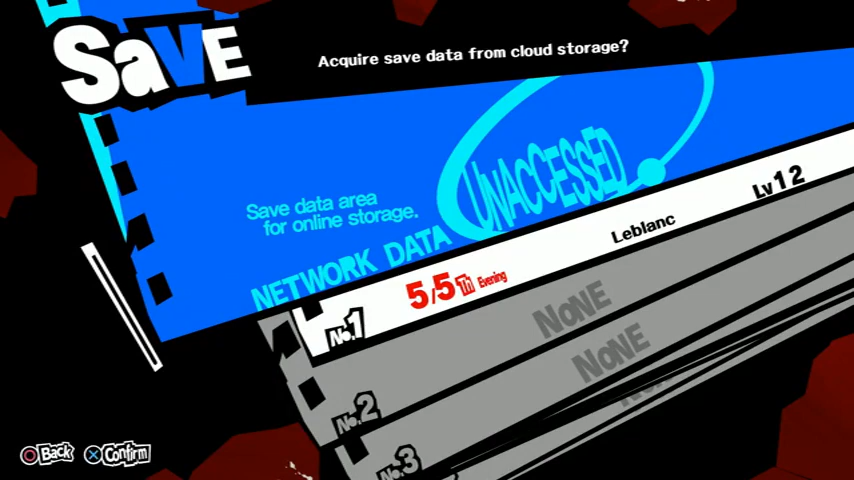 SaVE
Acquire save data from cloud storage?
UNACCESSED
Save data area
for online storage.
NETWORK DATA
No.1
5/5 Th Evening
Leblanc
Lv 12
No.2
NoNE
No.3
NoNE
Back
Confirm